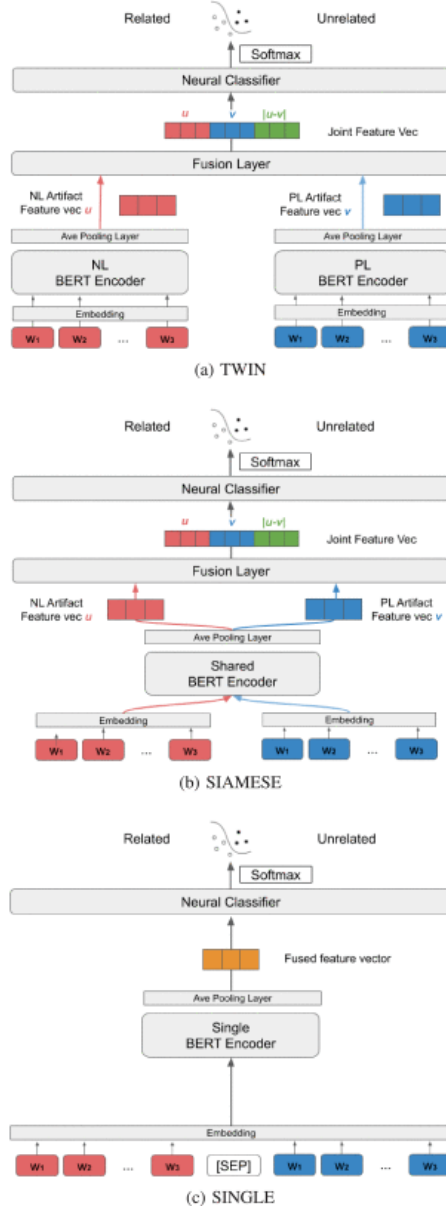 Related Unrelated
Softmax
Neural Classifier
u v |u-v|
Joint Feature Vec
Fusion Layer
NL Artifact
Feature vec u
PL Artifact
Feature vec v
Ave Pooling Layer Ave Pooling Layer
NL
BERT Encoder
PL
BERT Encoder
Embedding Embedding
W1 W2 ... W3 W1 W2 ... W3
(a) TWIN
Related Unrelated
Softmax
Neural Classifier
u v |u-v|
Joint Feature Vec
Fusion Layer
NL Artifact
Feature vec u
PL Artifact
Feature vec v
Ave Pooling Layer
Shared
BERT Encoder
Embedding Embedding
W1 W2 ... W3 W1 W2 ... W3
(b) SIAMESE
Related Unrelated
Softmax
Neural Classifier
Fused feature vector
Ave Pooling Layer
Single
BERT Encoder
Embedding
W1 W2 ... W3 [SEP] W1 W2 ... W3
(c) SINGLE